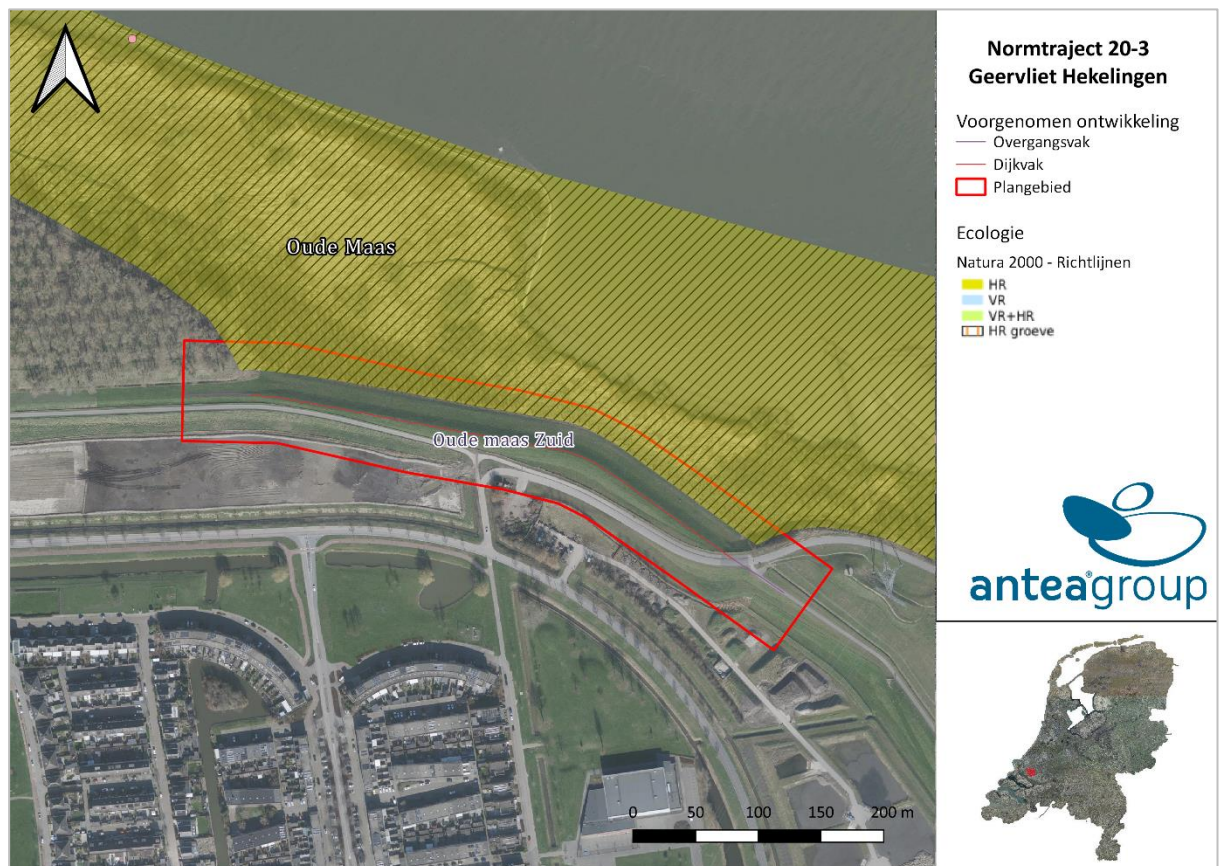 Normtraject 20-3
Geervliet Hekelingen
Voorgenomen ontwikkeling
Overgangsvak
Dijkvak
Plangebied
Ecologie
Natura 2000 - Richtlijnen
HR
VR
VR+HR
HR groeve
Oude Maas
Oude maas Zuid
0 50 100 150 200 m
anteagroup